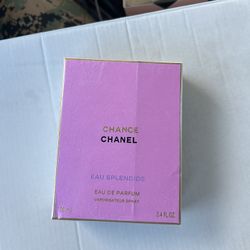 CHANCE
CHANEL
EAU SPLENDIDE
EAU DE PARFUM
VAPORISATEUR SPRAY
3.4 FL.OZ.